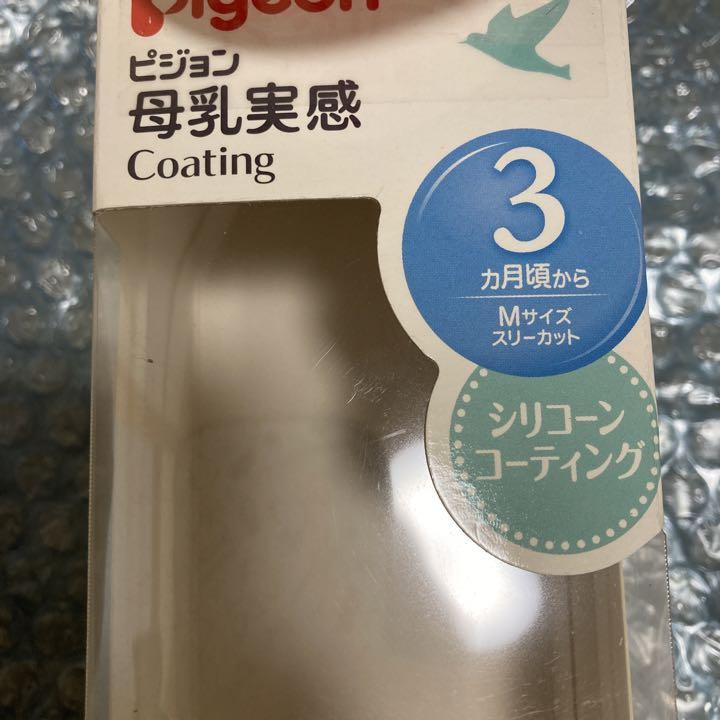 Pigeon
ピジョン
母乳実感
Coating
3
カ月頃から
Mサイズ
スリーカット
シリコーン
コーティング